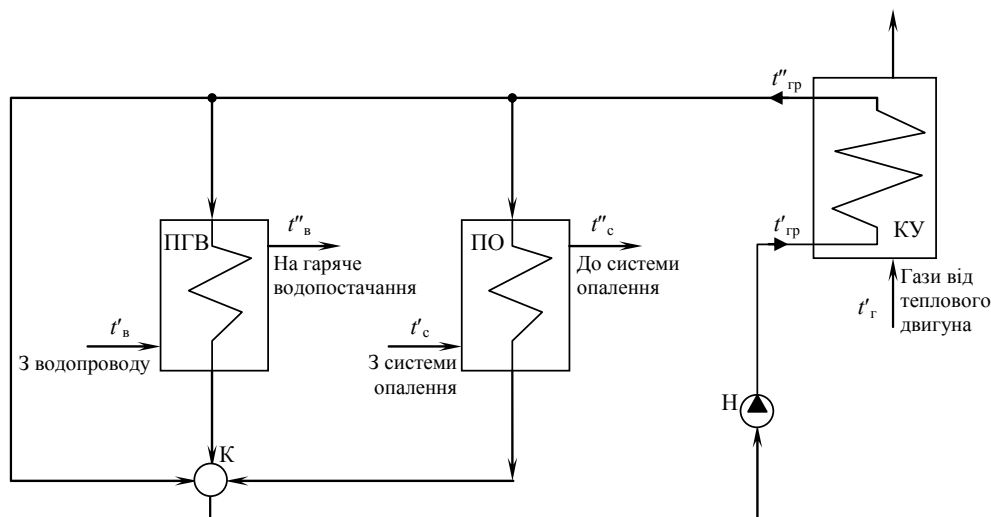 t″гр
ПГВ
t″в
На гаряче
водопостачання
t′в
З водопроводу
ПО
t″с
До системи
опалення
t′с
З системи
опалення
t′гр
КУ
Гази від
теплового
двигуна
t′г
Н
К